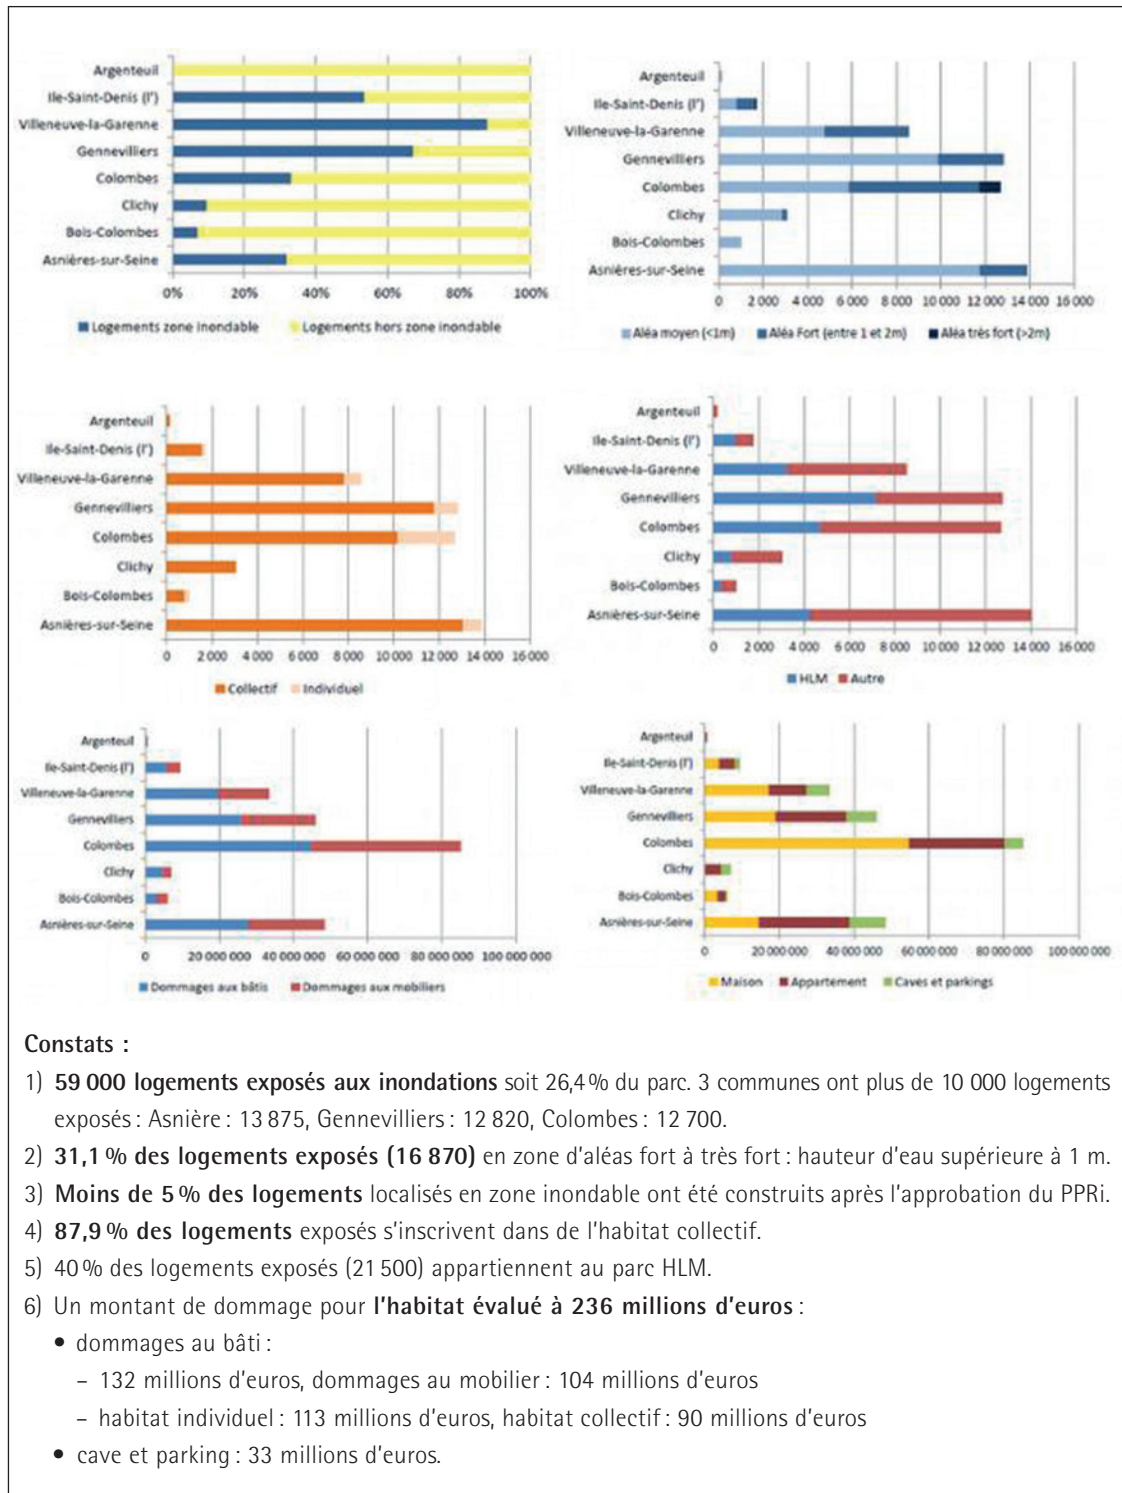 Argenteuil
Ile-Saint-Denis (l')
Villeneuve-la-Garenne
Gennevilliers
Colombes
Clichy
Bois-Colombes
Asnières-sur-Seine
0% 20% 40% 60% 80% 100%
Logements zone inondable Logements hors zone inondable
Argenteuil
Ile-Saint-Denis (l')
Villeneuve-la-Garenne
Gennevilliers
Colombes
Clichy
Bois-Colombes
Asnières-sur-Seine
0 2 000 4 000 6 000 8 000 10 000 12 000 14 000 16 000
Aléa moyen (<1m) Aléa Fort (entre 1 et 2m) Aléa très fort (>2m)
Argenteuil
Ile-Saint-Denis (l')
Villeneuve-la-Garenne
Gennevilliers
Colombes
Clichy
Bois-Colombes
Asnières-sur-Seine
0 2 000 4 000 6 000 8 000 10 000 12 000 14 000 16 000
Collectif Individuel
Argenteuil
Ile-Saint-Denis (l')
Villeneuve-la-Garenne
Gennevilliers
Colombes
Clichy
Bois-Colombes
Asnières-sur-Seine
0 2 000 4 000 6 000 8 000 10 000 12 000 14 000 16 000
HLM Autre
Argenteuil
Ile-Saint-Denis (l')
Villeneuve-la-Garenne
Gennevilliers
Colombes
Clichy
Bois-Colombes
Asnières-sur-Seine
0 20 000 000 40 000 000 60 000 000 80 000 000 100 000 000
Dommages aux bâtis Dommages aux mobiliers
Argenteuil
Ile-Saint-Denis (l')
Villeneuve-la-Garenne
Gennevilliers
Colombes
Clichy
Bois-Colombes
Asnières-sur-Seine
0 20 000 000 40 000 000 60 000 000 80 000 000 100 000 000
Maison Appartement Caves et parkings
Constats :
1) 59 000 logements exposés aux inondations soit 26,4 % du parc. 3 communes ont plus de 10 000 logements
exposés : Asnière : 13 875, Gennevilliers : 12 820, Colombes : 12 700.
2) 31,1 % des logements exposés (16 870) en zone d'aléas fort à très fort : hauteur d'eau supérieure à 1 m.
3) Moins de 5 % des logements localisés en zone inondable ont été construits après l'approbation du PPRi.
4) 87,9 % des logements exposés s'inscrivent dans de l'habitat collectif.
5) 40 % des logements exposés (21 500) appartiennent au parc HLM.
6) Un montant de dommage pour l'habitat évalué à 236 millions d'euros :
• dommages au bâti :
– 132 millions d'euros, dommages au mobilier : 104 millions d'euros
– habitat individuel : 113 millions d'euros, habitat collectif : 90 millions d'euros
• cave et parking : 33 millions d'euros.